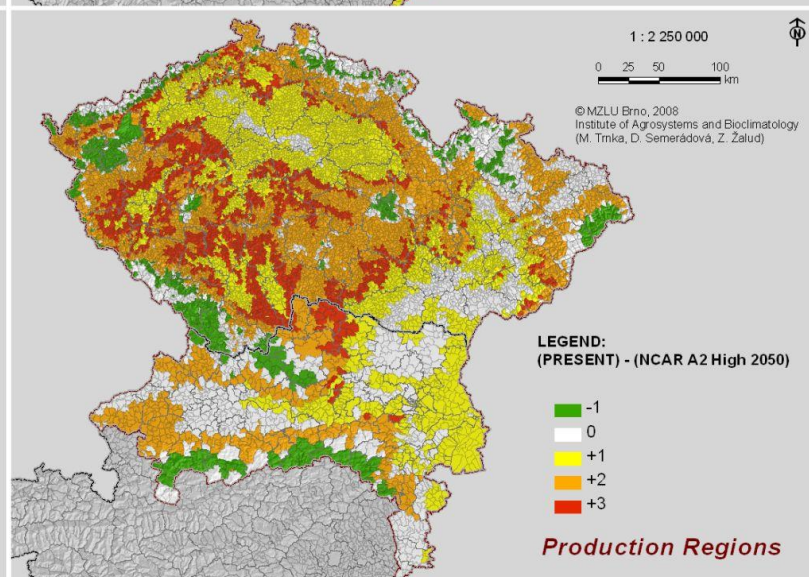 1 : 2 250 000
N
0 25 50 100
km
© MZLU Brno, 2008
Institute of Agrosystems and Bioclimatology
(M. Trnka, D. Semerádová, Z. Žalud)
LEGEND:
(PRESENT) - (NCAR A2 High 2050)
-1
0
+1
+2
+3
Production Regions